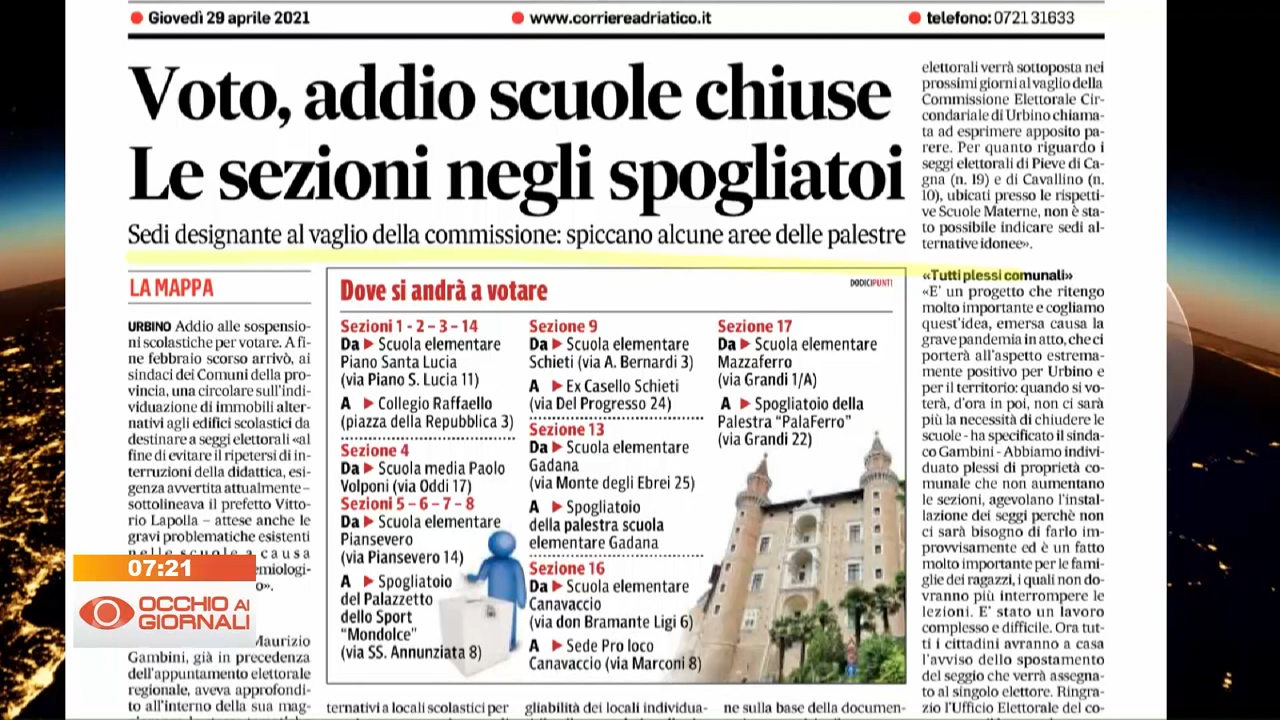 Giovedì 29 aprile 2021
www.corriereadriatico.it
telefono: 0721 31633
Voto, addio scuole chiuse
Le sezioni negli spogliatoi
Sedi designante al vaglio della commissione: spiccano alcune aree delle palestre
LA MAPPA
URBINO Addio alle sospensio-
ni scolastiche per votare. A fi-
ne febbraio scorso arrivò, ai
sindaci dei Comuni della pro-
vincia, una circolare sull'indi-
viduazione di immobili alter-
nativi agli edifici scolastici da
destinare a seggi elettorali «al
fine di evitare il ripetersi di in-
terruzioni della didattica, esi-
genza avvertita attualmente –
sottolineava il prefetto Vitto-
rio Lapolla – attese anche le
gravi problematiche esistenti
nelle scuole a causa
emiologi-
o».
07:21
OCCHIO AI
GIORNALI
Maurizio
Gambini, già in precedenza
dell'appuntamento elettorale
regionale, aveva approfondi-
to all'interno della sua mag-
Dove si andrà a votare
DODICIPUNTI
Sezioni 1 - 2 – 3 – 14
Da Scuola elementare
Piano Santa Lucia
(via Piano S. Lucia 11)
A Collegio Raffaello
(piazza della Repubblica 3)
Sezione 4
Da Scuola media Paolo
Volponi (via Oddi 17)
Sezioni 5 – 6 – 7 – 8
Da Scuola elementare
Piansevero
(via Piansevero 14)
A Spogliatoio
del Palazzetto
dello Sport
"Mondolce"
(via SS. Annunziata 8)
Sezione 9
Da Scuola elementare
Schieti (via A. Bernardi 3)
A Ex Casello Schieti
(via Del Progresso 24)
Sezione 13
Da Scuola elementare
Gadana
(via Monte degli Ebrei 25)
A Spogliatoio
della palestra scuola
elementare Gadana
Sezione 16
Da Scuola elementare
Canavaccio
(via don Bramante Ligi 6)
A Sede Pro loco
Canavaccio (via Marconi 8)
Sezione 17
Da Scuola elementare
Mazzaferro
(via Grandi 1/A)
A Spogliatoio della
Palestra "PalaFerro"
(via Grandi 22)
ternativi a locali scolastici per
gliabilità dei locali individua-
ne sulla base della documen-
elettorali verrà sottoposta nei
prossimi giorni al vaglio della
Commissione Elettorale Cir-
condariale di Urbino chiama-
ta ad esprimere apposito pa-
rere. Per quanto riguardo i
seggi elettorali di Pieve di Ca-
gna (n. 19) e di Cavallino (n.
10), ubicati presso le rispetti-
ve Scuole Materne, non è sta-
to possibile indicare sedi al-
ternative idonee».
«Tutti plessi comunali»
«E' un progetto che ritengo
molto importante e cogliamo
quest'idea, emersa causa la
grave pandemia in atto, che ci
porterà all'aspetto estrema-
mente positivo per Urbino e
per il territorio: quando si vo-
terà, d'ora in poi, non ci sarà
più la necessità di chiudere le
scuole - ha specificato il sinda-
co Gambini - Abbiamo indivi-
duato plessi di proprietà co-
munale che non aumentano
le sezioni, agevolano l'instal-
lazione dei seggi perchè non
ci sarà bisogno di farlo im-
provvisamente ed è un fatto
molto importante per le fami-
glie dei ragazzi, i quali non do-
vranno più interrompere le
lezioni. E' stato un lavoro
complesso e difficile. Ora tut-
ti i cittadini avranno a casa
l'avviso dello spostamento
del seggio che verrà assegna-
to al singolo elettore. Ringra-
zio l'Ufficio Elettorale del co-